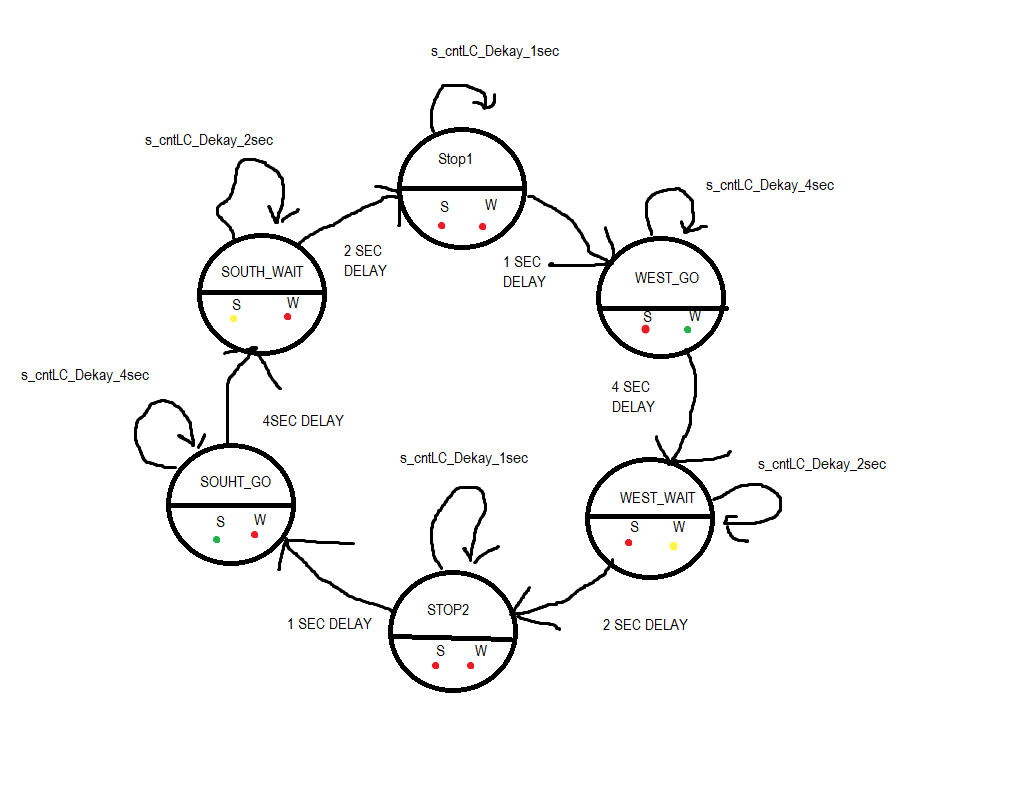 s_cntLC_Dekay_1sec
Stop1
S W
s_cntLC_Dekay_2sec
SOUTH_WAIT
S W
2 SEC
DELAY
1 SEC
DELAY
s_cntLC_Dekay_4sec
WEST_GO
S W
4 SEC
DELAY
s_cntLC_Dekay_4sec
4SEC DELAY
SOUHT_GO
S W
s_cntLC_Dekay_1sec
s_cntLC_Dekay_2sec
WEST_WAIT
S W
STOP2
S W
1 SEC DELAY
2 SEC DELAY